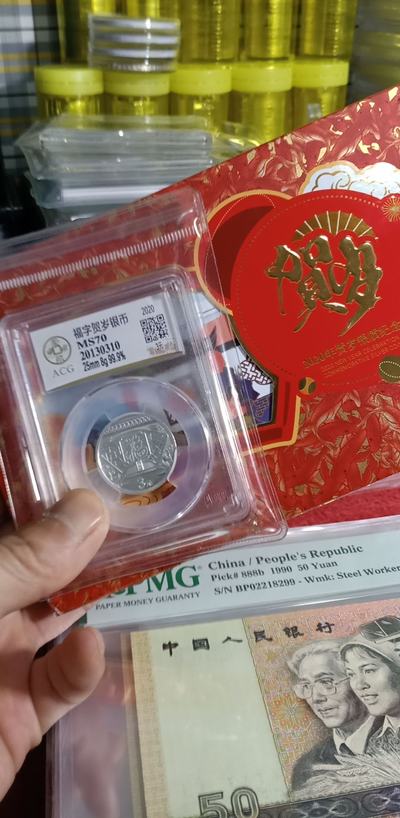 福字贺岁银币
2020
MS70
20130310
25mm 8g 99.9%
ACG
3元
贺岁
PMG
PAPER MONEY GUARANTY
China / People's Republic
Pick# 888b 1990 50 Yuan
S/N BP02218299 - Wmk: Steel Worker
中国人民银行
50